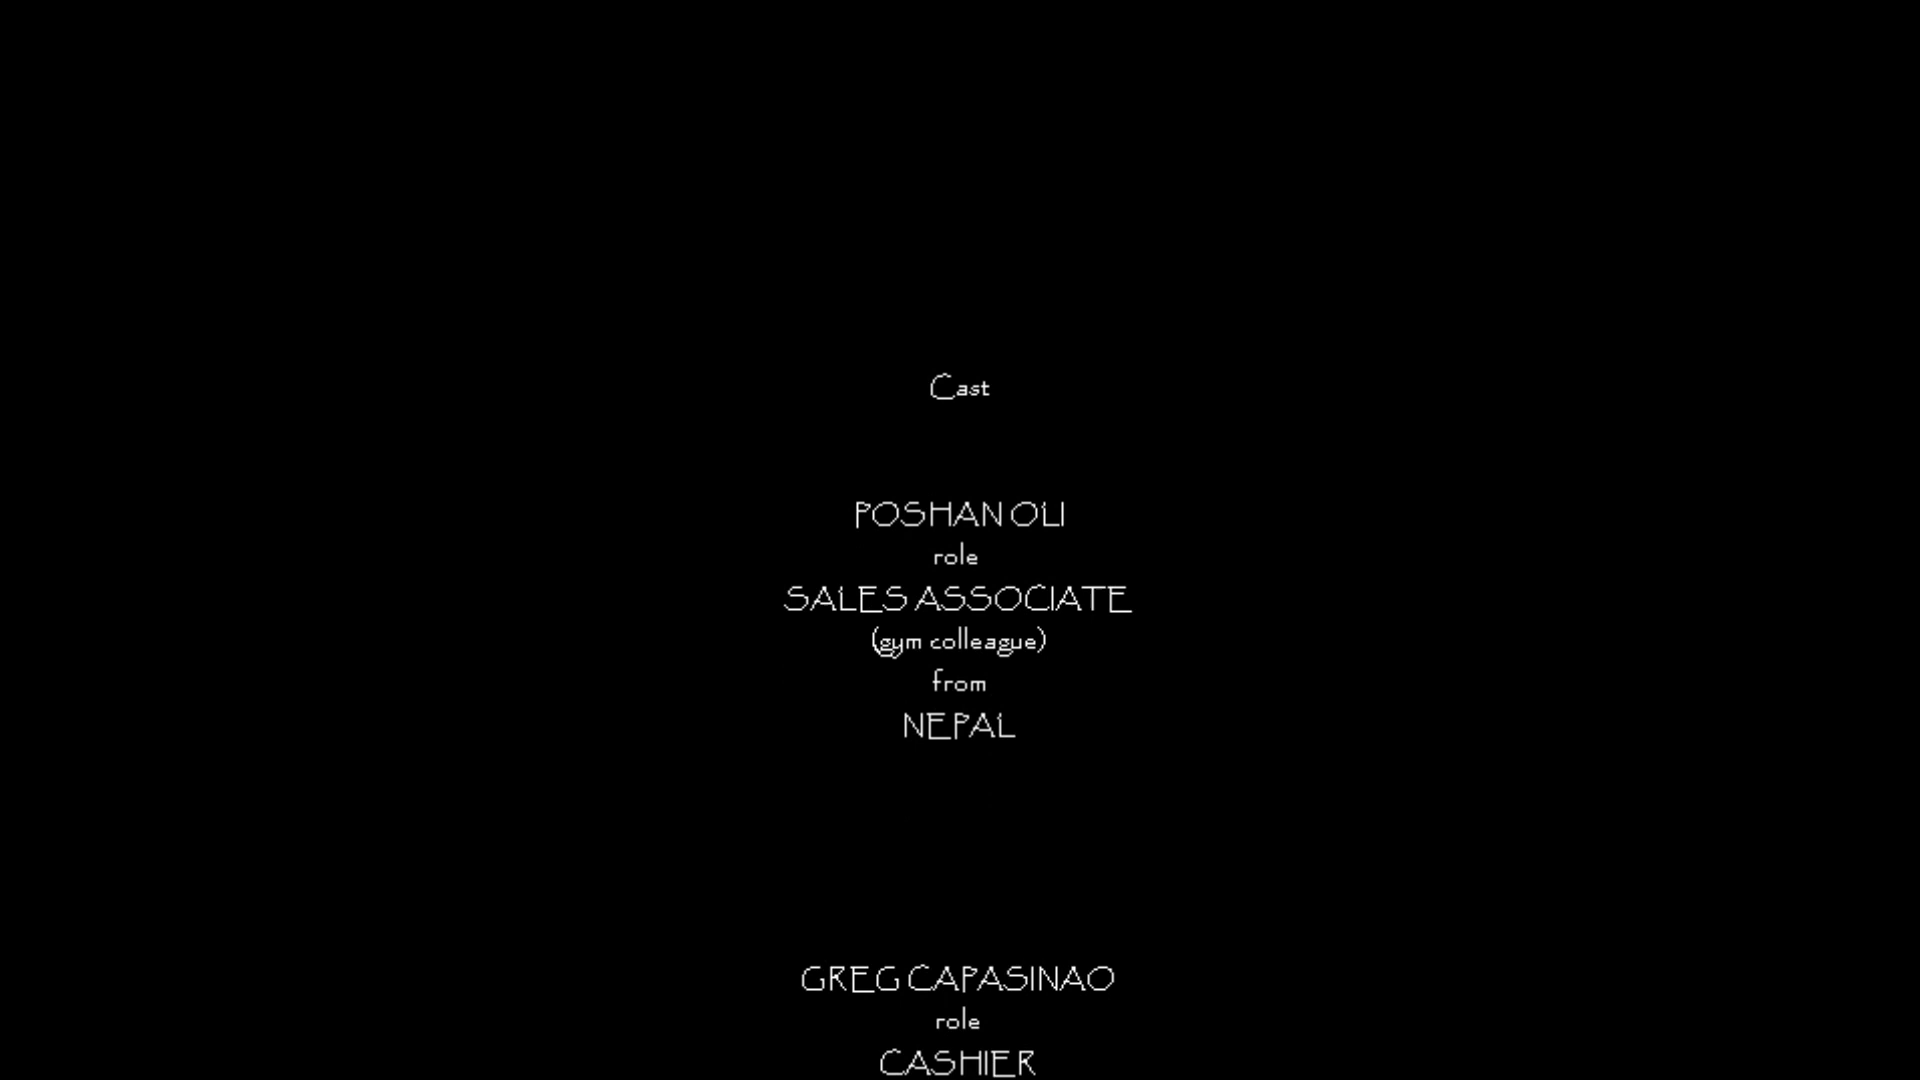 Cast
POSHAN OLI
role
SALES ASSOCIATE
(gym colleague)
from
NEPAL
GREG CAPASINAO
role
CASHIER